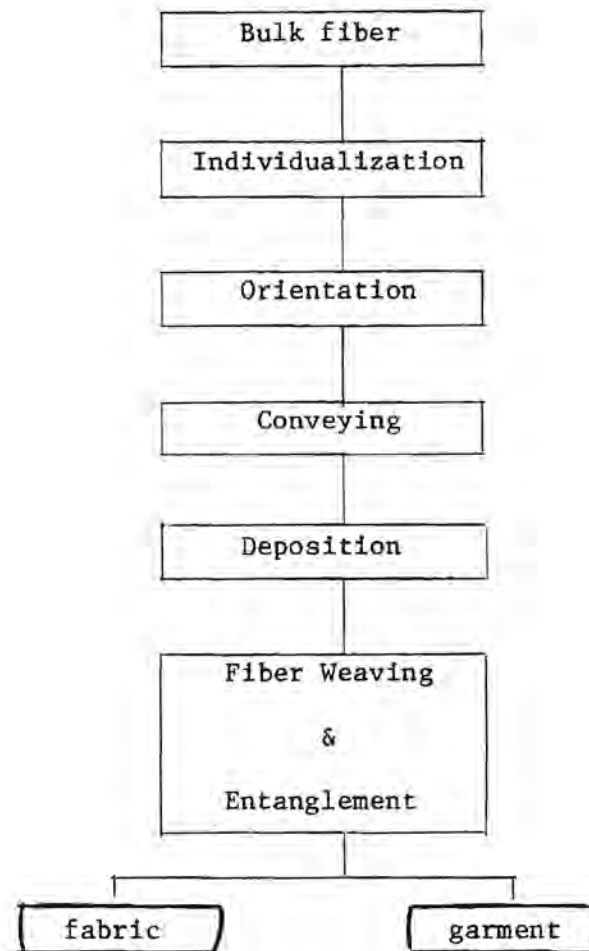 Bulk fiber
Individualization
Orientation
Conveying
Deposition
Fiber Weaving
&
Entanglement
fabric
garment